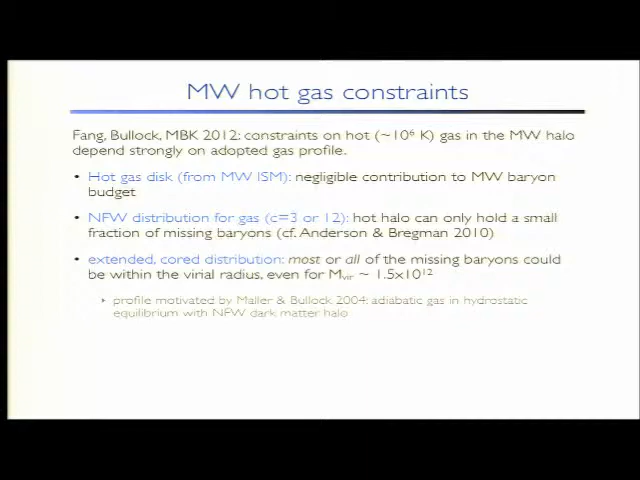 MW hot gas constraints
Fang, Bullock, MBK 2012: constraints on hot (~10⁶ K) gas in the MW halo
depend strongly on adopted gas profile.
• Hot gas disk (from MW ISM): negligible contribution to MW baryon
budget
• NFW distribution for gas (c=3 or 12): hot halo can only hold a small
fraction of missing baryons (cf. Anderson & Bregman 2010)
• extended, cored distribution: most or all of the missing baryons could
be within the virial radius, even for Mvir ~ 1.5x10¹²
‣ profile motivated by Maller & Bullock 2004: adiabatic gas in hydrostatic
equilibrium with NFW dark matter halo